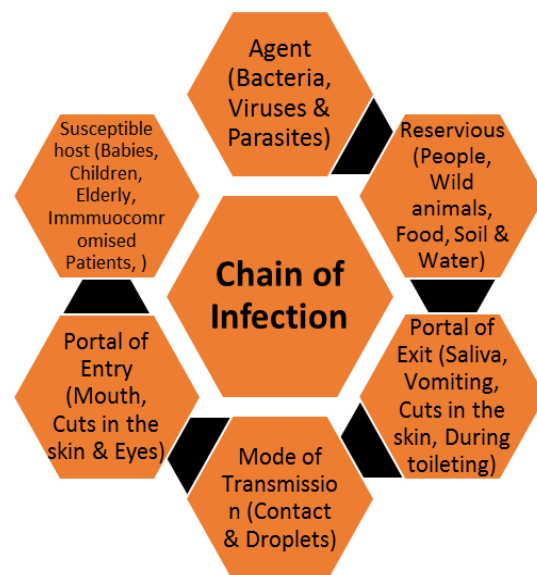 Agent
(Bacteria,
Viruses &
Parasites)
Reservious
(People,
Wild
animals,
Food, Soil &
Water)
Portal of
Exit (Saliva,
Vomiting,
Cuts in the
skin, During
toileting)
Mode of
Transmissio
n (Contact
& Droplets)
Portal of
Entry
(Mouth,
Cuts in the
skin & Eyes)
Susceptible
host (Babies,
Children,
Elderly,
Immmuocomr
omised
Patients, )
Chain of
Infection